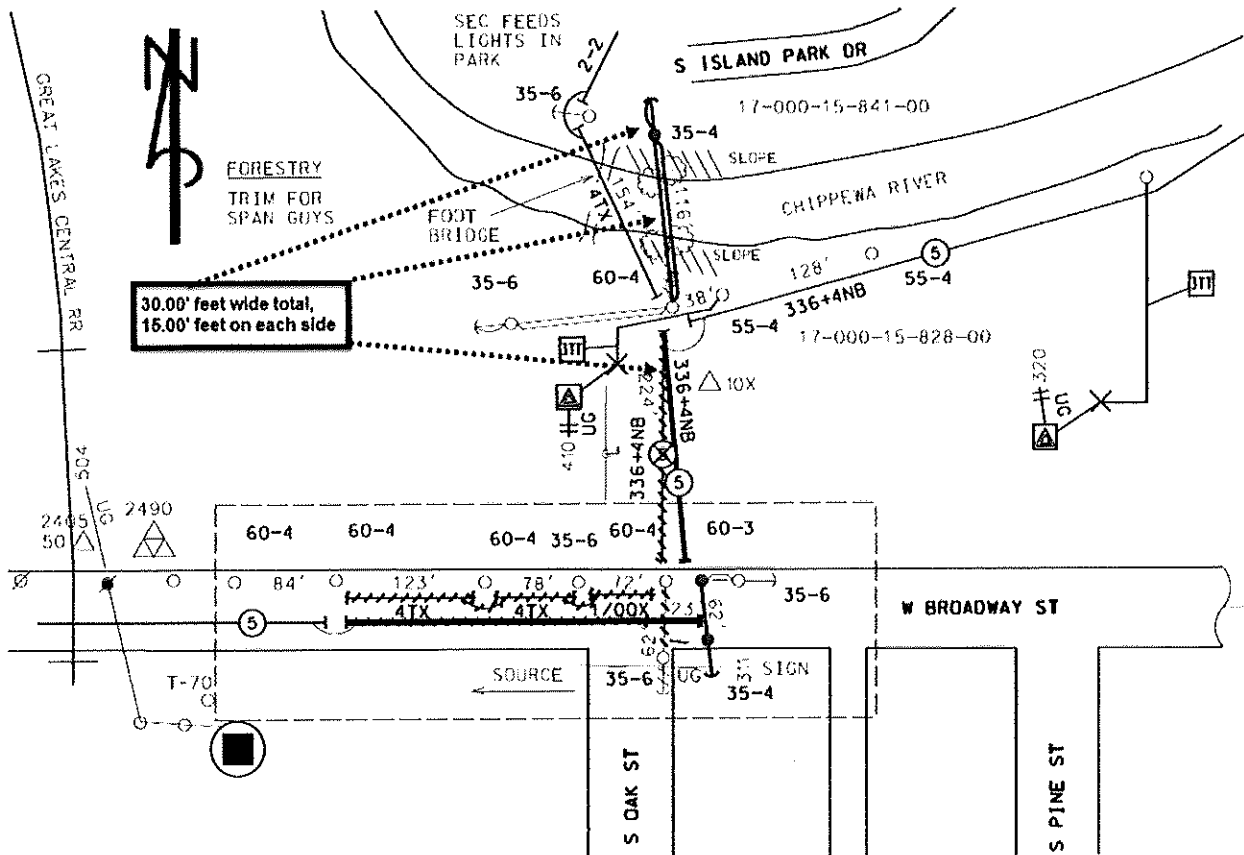 SEC FEEDS
LIGHTS IN
PARK
2-2
S ISLAND PARK DR
35-6
17-000-15-841-00
35-4
GREAT LAKES CENTRAL RR
FORESTRY
TRIM FOR
SPAN GUYS
SLOPE
FOOT
BRIDGE
154'
4TX
116'
CHIPPEWA RIVER
SLOPE
35-6
60-4
128'
5
55-4
30.00' feet wide total,
15.00' feet on each side
38'
336+4NB
55-4
17-000-15-828-00
224'
336+4NB
10X
320
UG
410
UG
336+4NB
5
504
UG
2405
50
2490
60-4
60-4
60-4
35-6
60-4
60-3
84'
123'
78'
72'
35-6
4TX
4TX
1/00X
23'
62'
W BROADWAY ST
5
62'
T-70
SOURCE
35-6
UG
SIGN
35-4
S OAK ST
S PINE ST